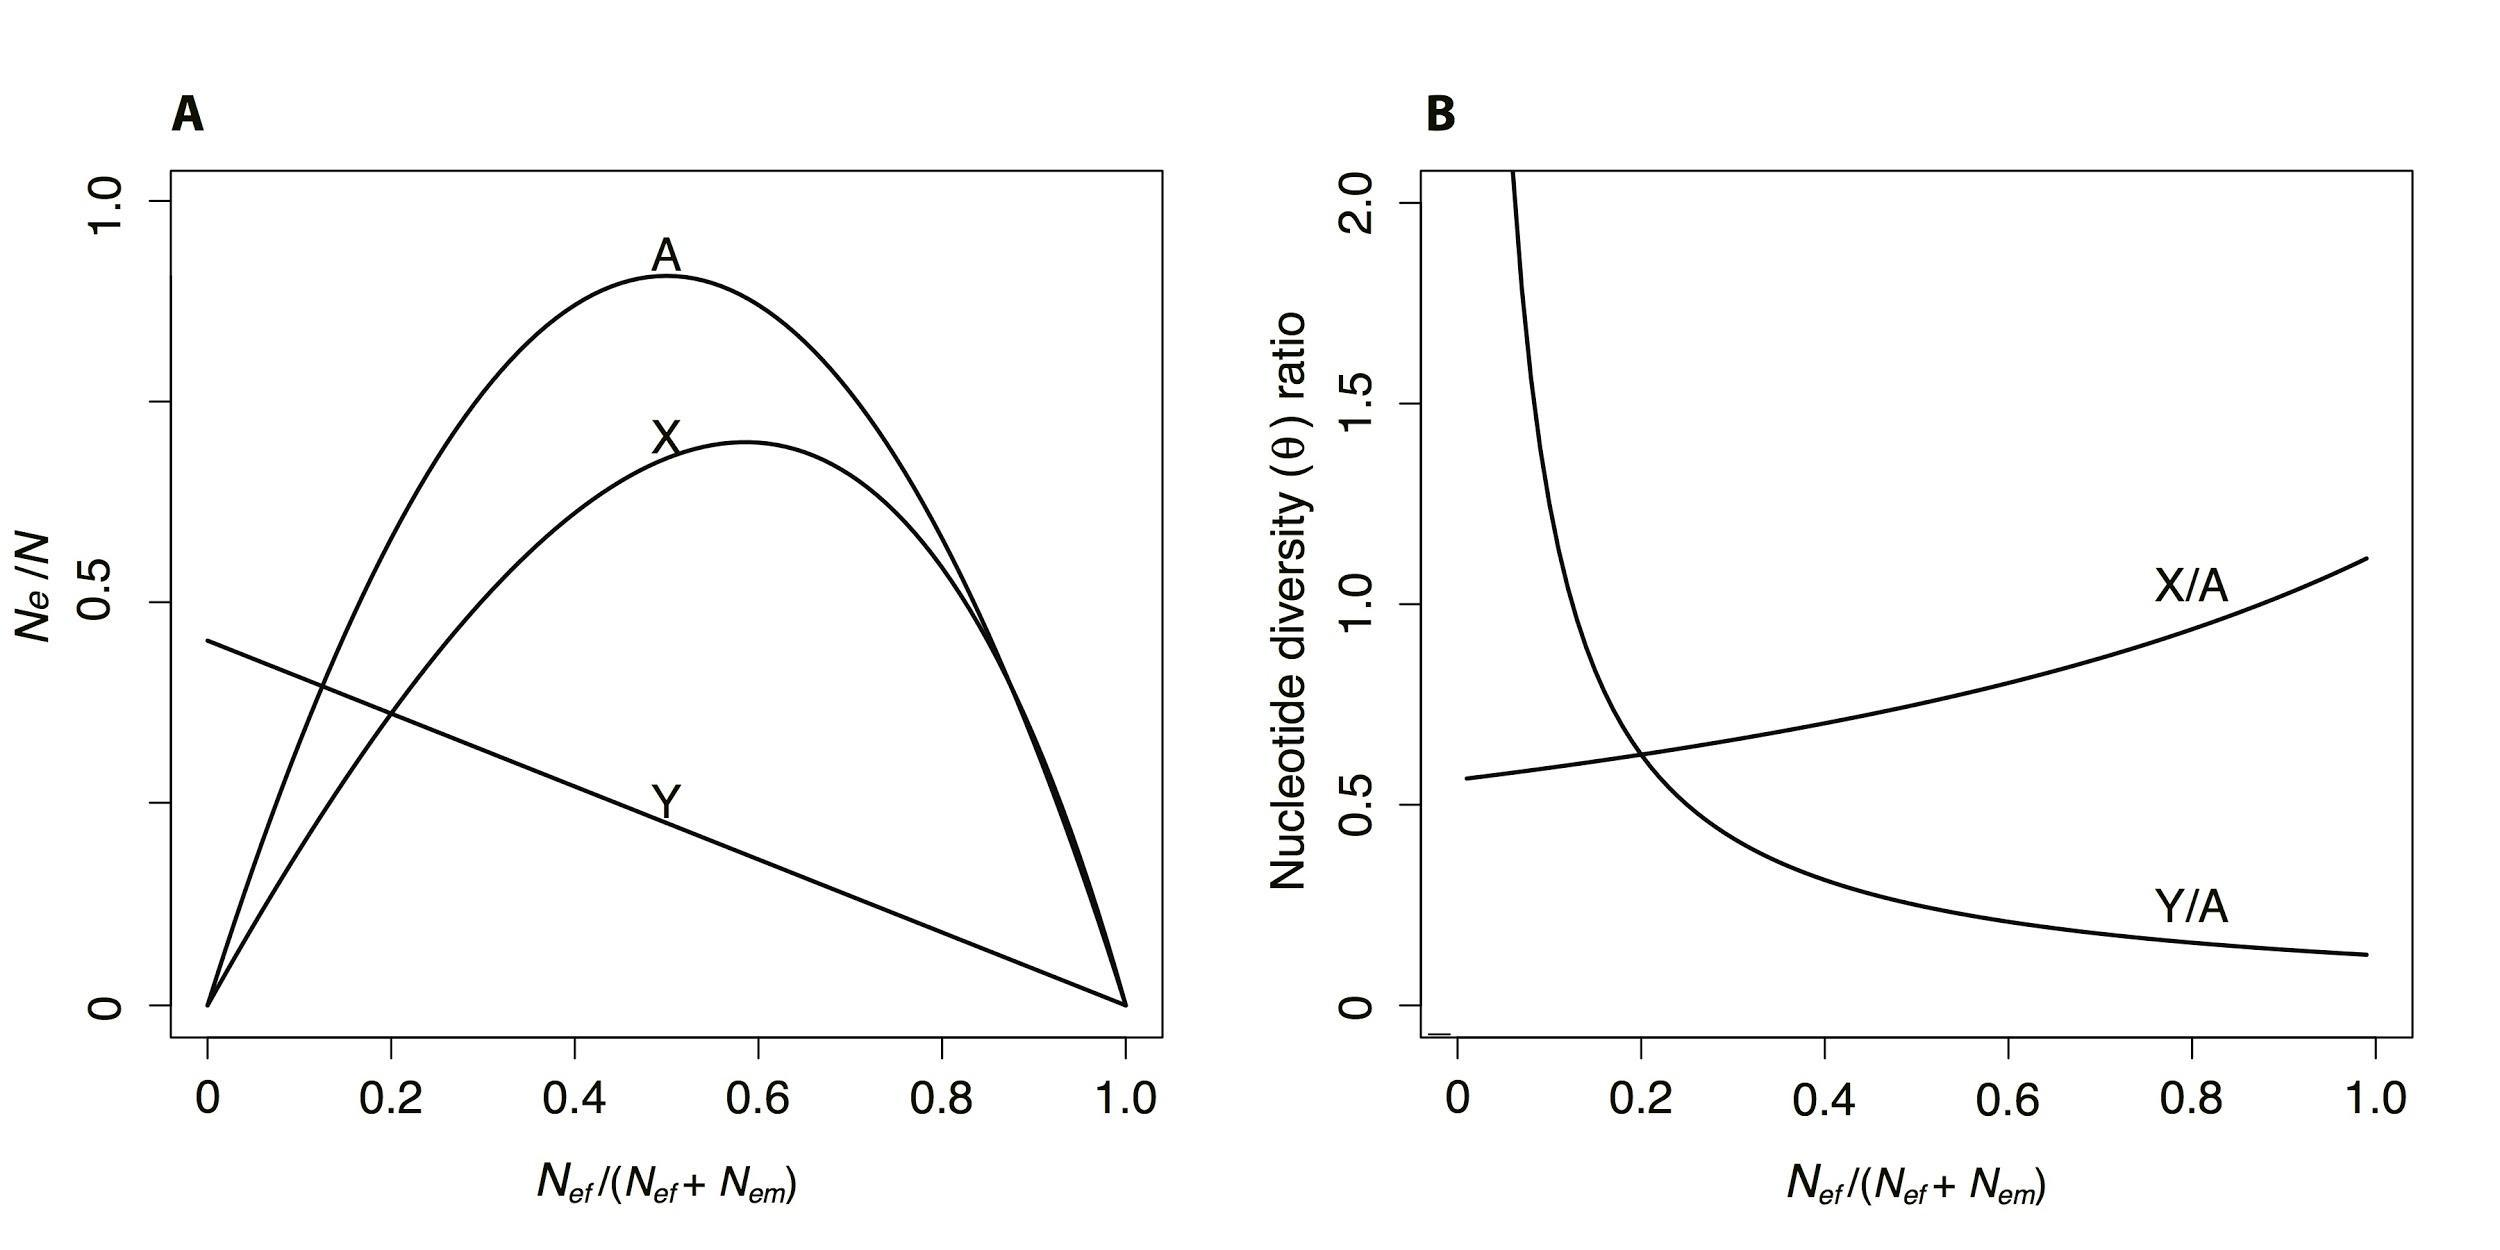 A
Ne/N
1.0
0.5
0
A
X
Y
0 0.2 0.4 0.6 0.8 1.0
Nef/(Nef + Nem)
B
Nucleotide diversity (θ) ratio
2.0
1.5
1.0
0.5
0
X/A
Y/A
0 0.2 0.4 0.6 0.8 1.0
Nef/(Nef + Nem)